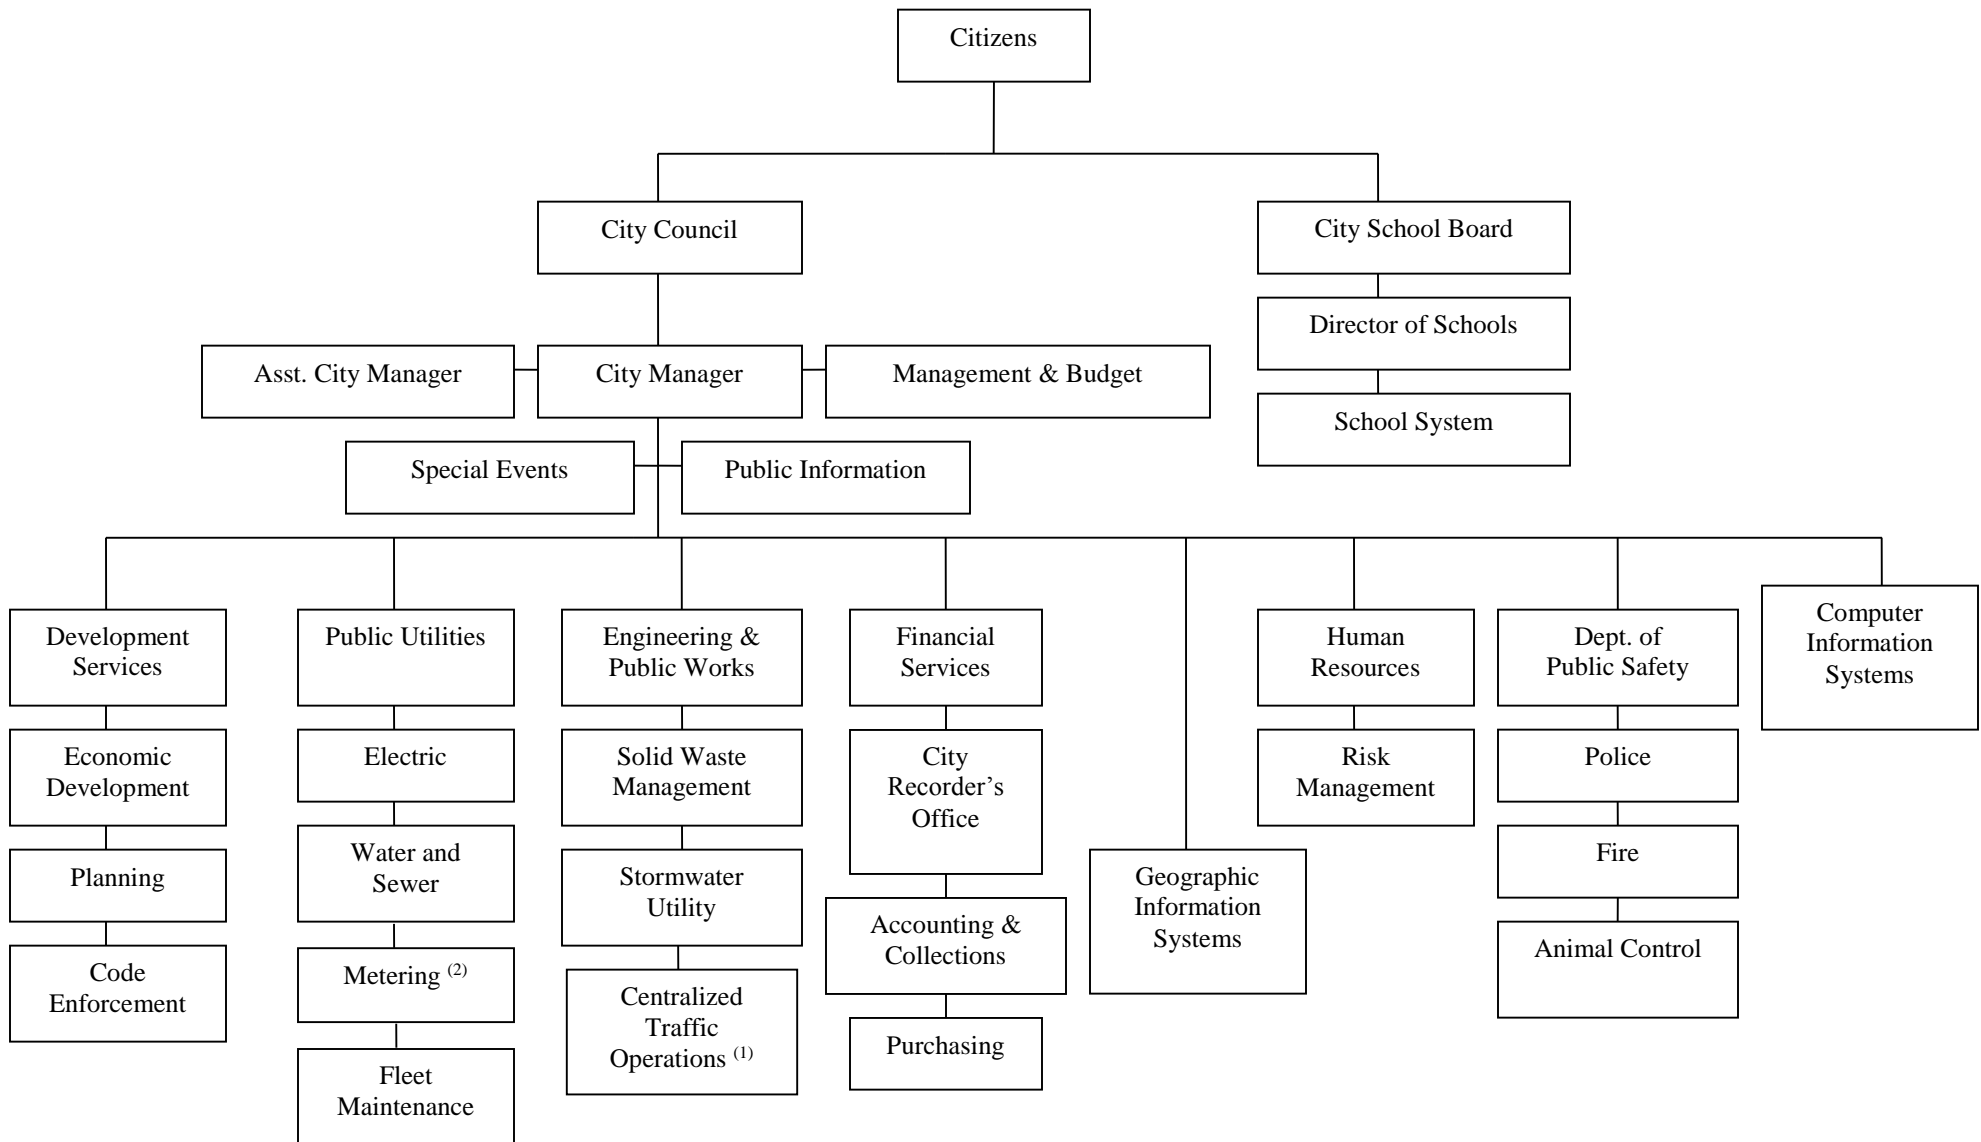 Citizens
City Council
City School Board
Director of Schools
Asst. City Manager
City Manager
Management & Budget
School System
Special Events
Public Information
Development
Services
Public Utilities
Engineering &
Public Works
Financial
Services
Human
Resources
Dept. of
Public Safety
Computer
Information
Systems
Economic
Development
Electric
Solid Waste
Management
City
Recorder’s
Office
Risk
Management
Police
Planning
Water and
Sewer
Stormwater
Utility
Geographic
Information
Systems
Fire
Accounting &
Collections
Animal Control
Code
Enforcement
Metering (2)
Centralized
Traffic
Operations (1)
Purchasing
Fleet
Maintenance